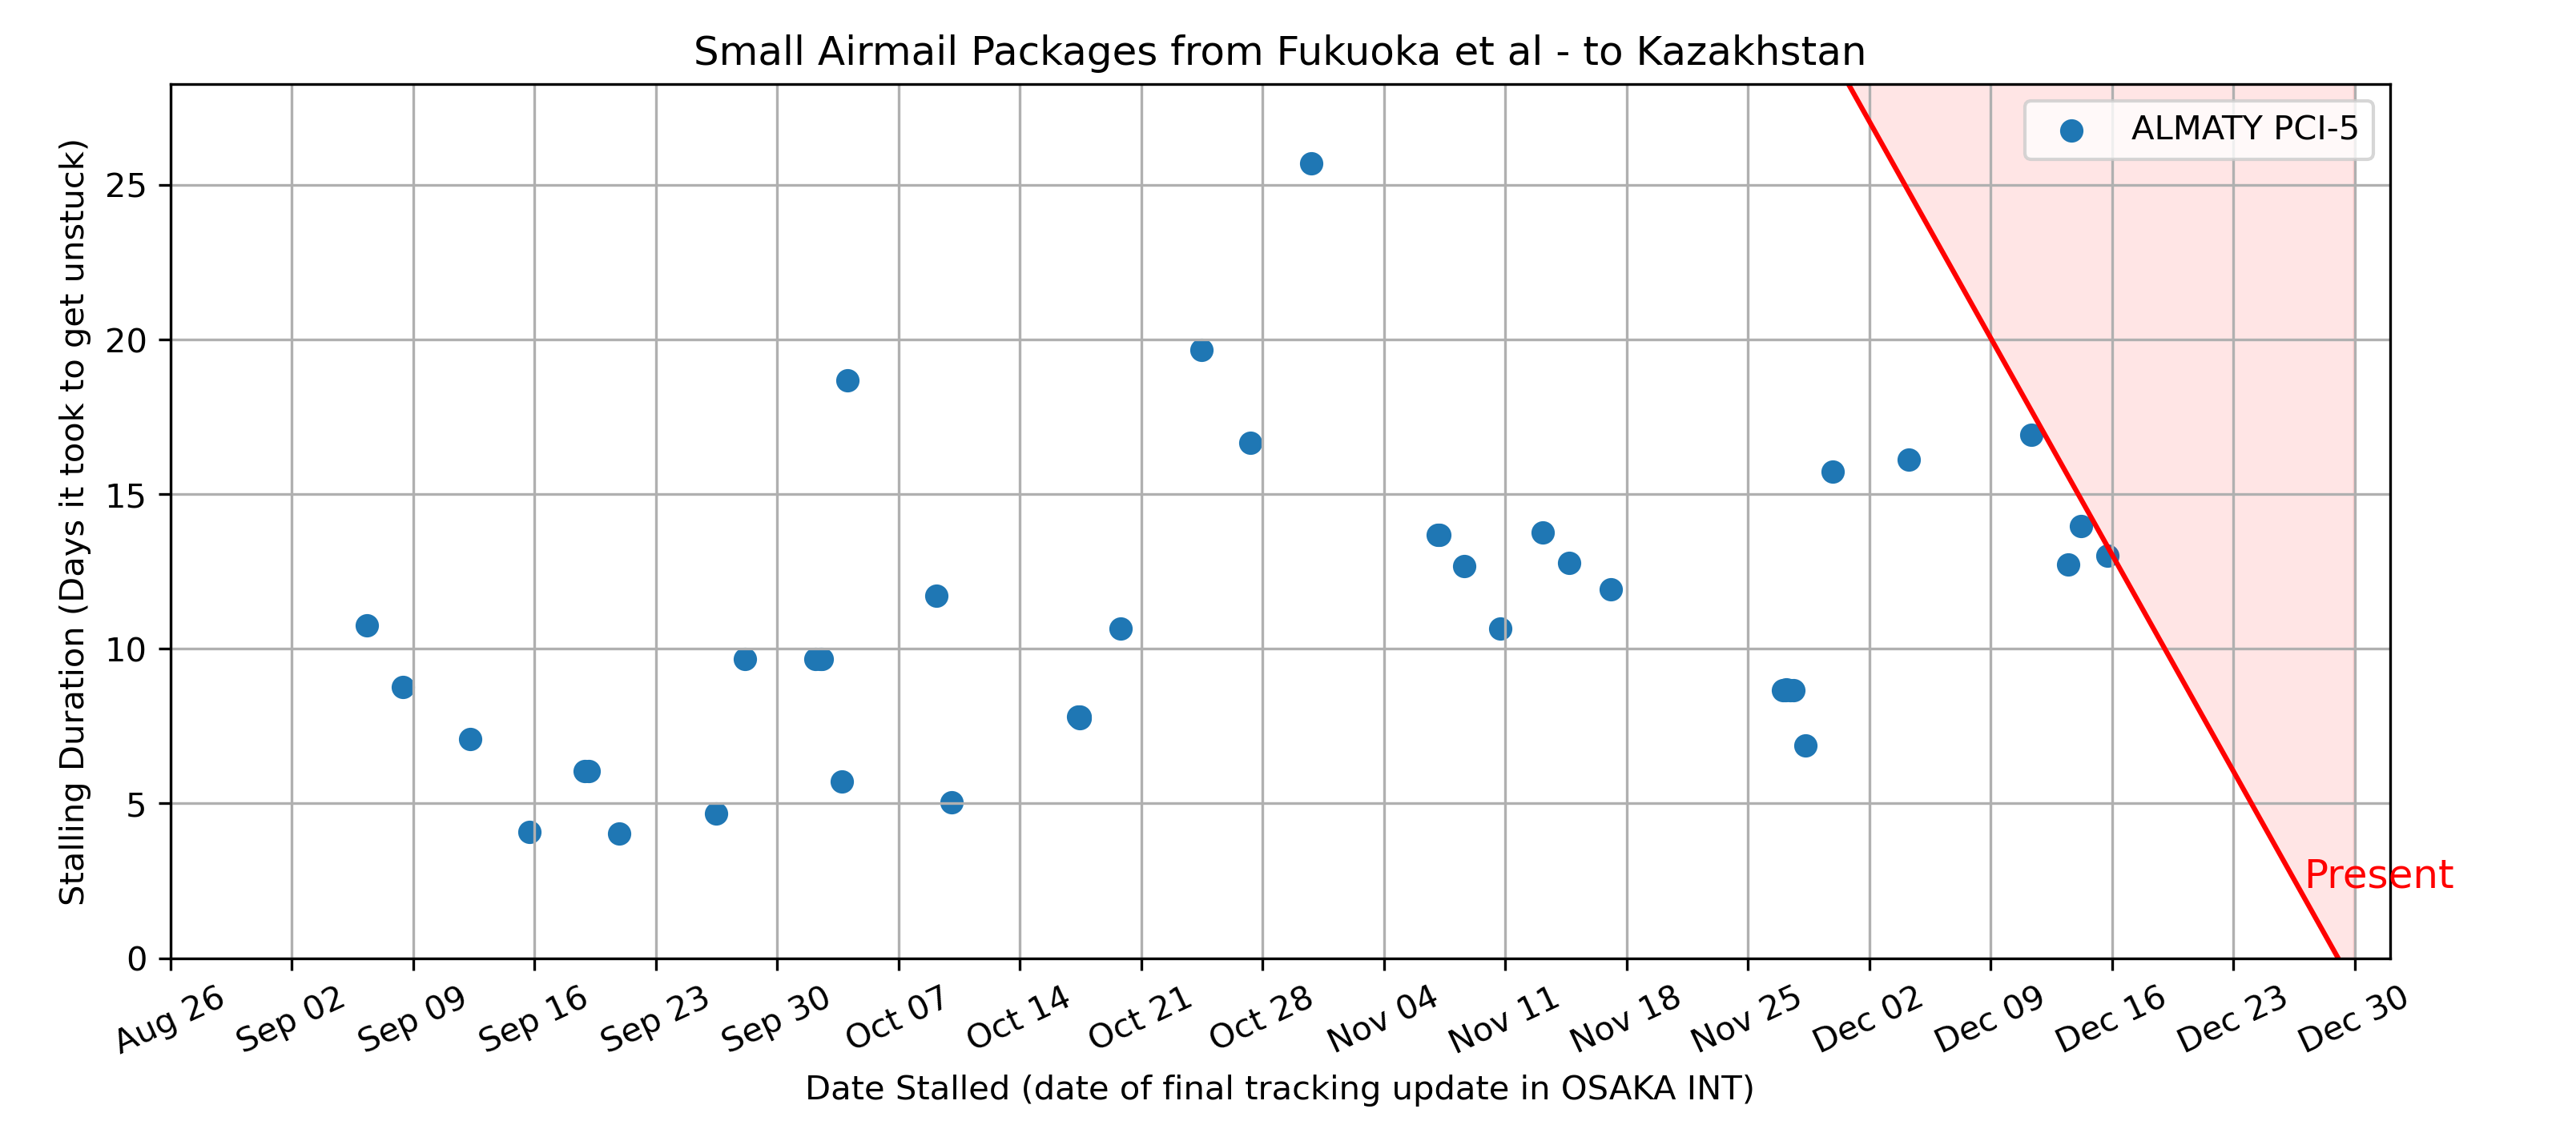 Small Airmail Packages from Fukuoka et al - to Kazakhstan
ALMATY PCI-5
Stalling Duration (Days it took to get unstuck)
25
20
15
10
5
0
Present
Aug 26
Sep 02
Sep 09
Sep 16
Sep 23
Sep 30
Oct 07
Oct 14
Oct 21
Oct 28
Nov 04
Nov 11
Nov 18
Nov 25
Dec 02
Dec 09
Dec 16
Dec 23
Dec 30
Date Stalled (date of final tracking update in OSAKA INT)